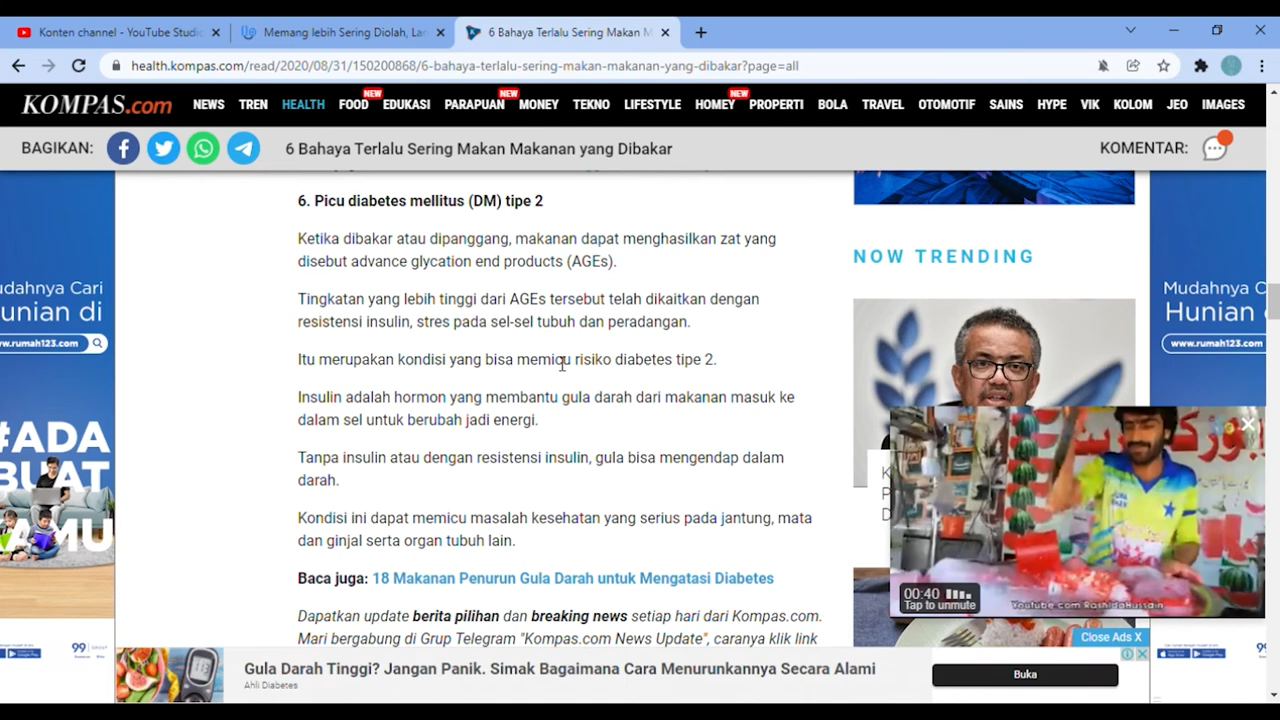 Konten channel - YouTube Studio
Memang lebih Sering Diolah, Lan
6 Bahaya Terlalu Sering Makan M
health.kompas.com/read/2020/08/31/150200868/6-bahaya-terlalu-sering-makan-makanan-yang-dibakar?page=all
KOMPAS.com
NEWS TREN HEALTH FOOD NEW EDUKASI PARAPUAN NEW MONEY TEKNO LIFESTYLE HOMEY NEW PROPERTI BOLA TRAVEL OTOMOTIF SAINS HYPE VIK KOLOM JEO IMAGES
BAGIKAN: 6 Bahaya Terlalu Sering Makan Makanan yang Dibakar KOMENTAR:
6. Picu diabetes mellitus (DM) tipe 2
Ketika dibakar atau dipanggang, makanan dapat menghasilkan zat yang
disebut advance glycation end products (AGEs).
Tingkatan yang lebih tinggi dari AGEs tersebut telah dikaitkan dengan
resistensi insulin, stres pada sel-sel tubuh dan peradangan.
Itu merupakan kondisi yang bisa memicu risiko diabetes tipe 2.
Insulin adalah hormon yang membantu gula darah dari makanan masuk ke
dalam sel untuk berubah jadi energi.
Tanpa insulin atau dengan resistensi insulin, gula bisa mengendap dalam
darah.
Kondisi ini dapat memicu masalah kesehatan yang serius pada jantung, mata
dan ginjal serta organ tubuh lain.
Baca juga: 18 Makanan Penurun Gula Darah untuk Mengatasi Diabetes
Dapatkan update berita pilihan dan breaking news setiap hari dari Kompas.com.
Mari bergabung di Grup Telegram "Kompas.com News Update", caranya klik link
NOW TRENDING
K
P
D
00:40
Tap to unmute
Youtube com RashidaHussain
udahnya Cari
unian di
ww.rumah123.com
#ADA
BUAT
KAMU
99 GROUP
Mudahnya C
Hunian d
www.rumah123.com
Close Ads X
Gula Darah Tinggi? Jangan Panik. Simak Bagaimana Cara Menurunkannya Secara Alami
Ahli Diabetes
Buka